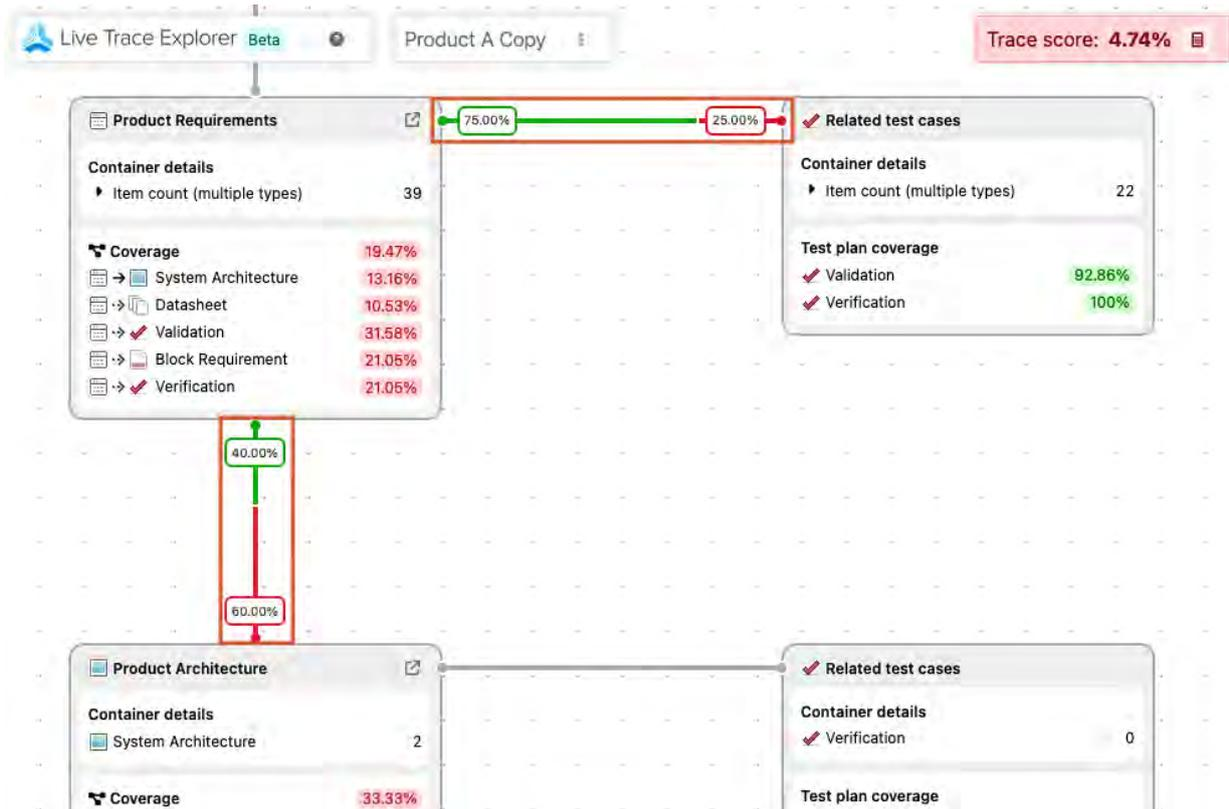 Live Trace Explorer Beta
Product A Copy
Trace score: 4.74%
Product Requirements
Container details
Item count (multiple types) 39
Coverage 19.47%
System Architecture 13.16%
Datasheet 10.53%
Validation 31.58%
Block Requirement 21.05%
Verification 21.05%
75.00%
25.00%
Related test cases
Container details
Item count (multiple types) 22
Test plan coverage
Validation 92.86%
Verification 100%
40.00%
60.00%
Product Architecture
Container details
System Architecture 2
Coverage 33.33%
Related test cases
Container details
Verification 0
Test plan coverage